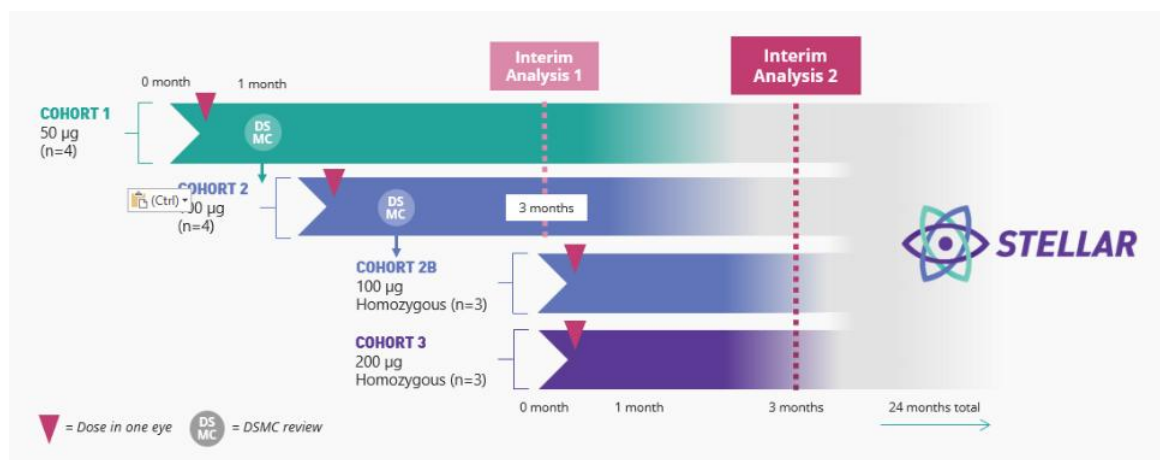 Interim
Analysis 1
Interim
Analysis 2
0 month
1 month
COHORT 1
50 µg
(n=4)
DS
MC
(Ctrl)
COHORT 2
00 µg
(n=4)
DS
MC
3 months
COHORT 2B
100 µg
Homozygous (n=3)
COHORT 3
200 µg
Homozygous (n=3)
STELLAR
0 month
1 month
3 months
24 months total
= Dose in one eye
DS
MC
= DSMC review